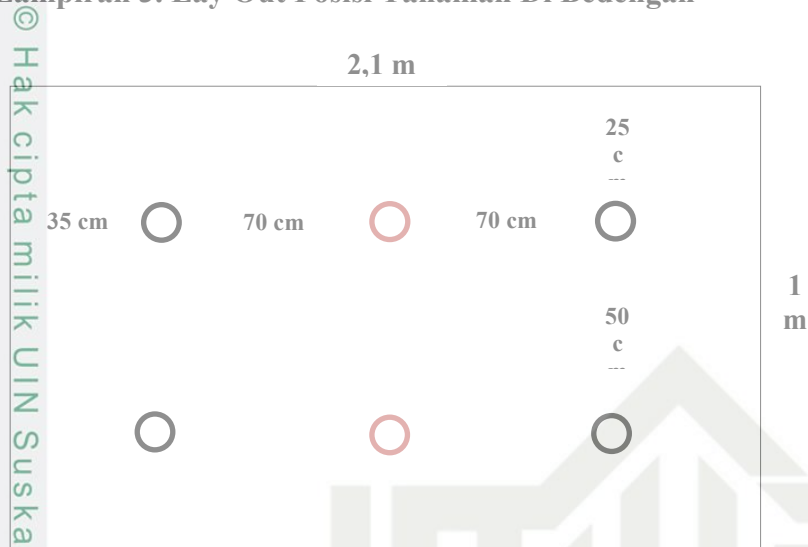 Lampiran 3. Lay Out Posisi Tanaman Di Bedengan
© Hak cipta milik UIN Suska
2,1 m
25
c
35 cm
70 cm
70 cm
1
m
50
c